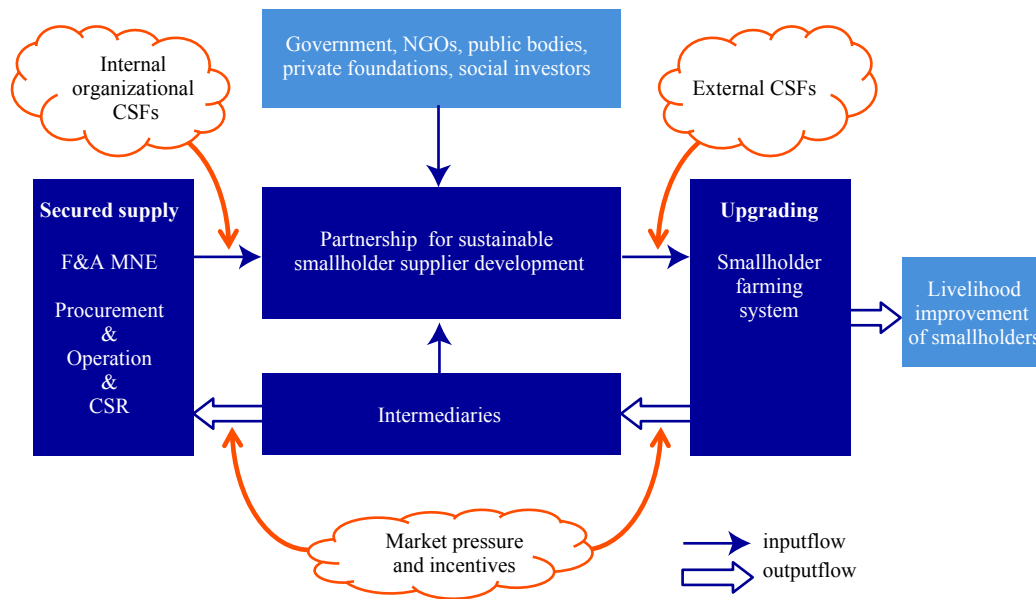 Internal
organizational
CSFs
Government, NGOs, public bodies,
private foundations, social investors
External CSFs
Secured supply
F&A MNE
Procurement
&
Operation
&
CSR
Partnership for sustainable
smallholder supplier development
Upgrading
Smallholder
farming
system
Livelihood
improvement
of smallholders
Intermediaries
Market pressure
and incentives
inputflow
outputflow